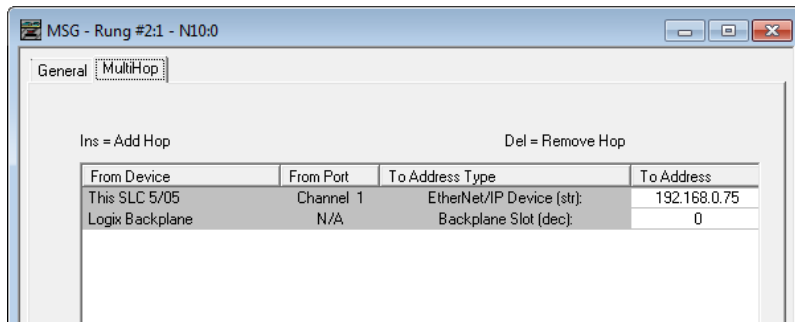 MSG - Rung #2:1 - N10:0
General MultiHop
Ins = Add Hop Del = Remove Hop
From Device From Port To Address Type To Address
This SLC 5/05 Channel 1 EtherNet/IP Device (str): 192.168.0.75
Logix Backplane N/A Backplane Slot (dec): 0